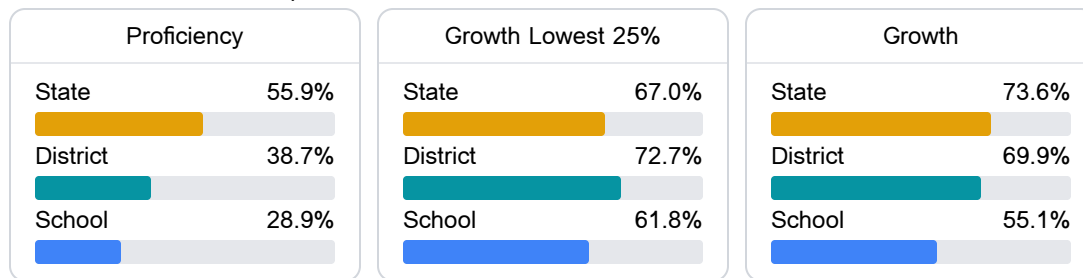 Proficiency
State 55.9%
District 38.7%
School 28.9%
Growth Lowest 25%
State 67.0%
District 72.7%
School 61.8%
Growth
State 73.6%
District 69.9%
School 55.1%